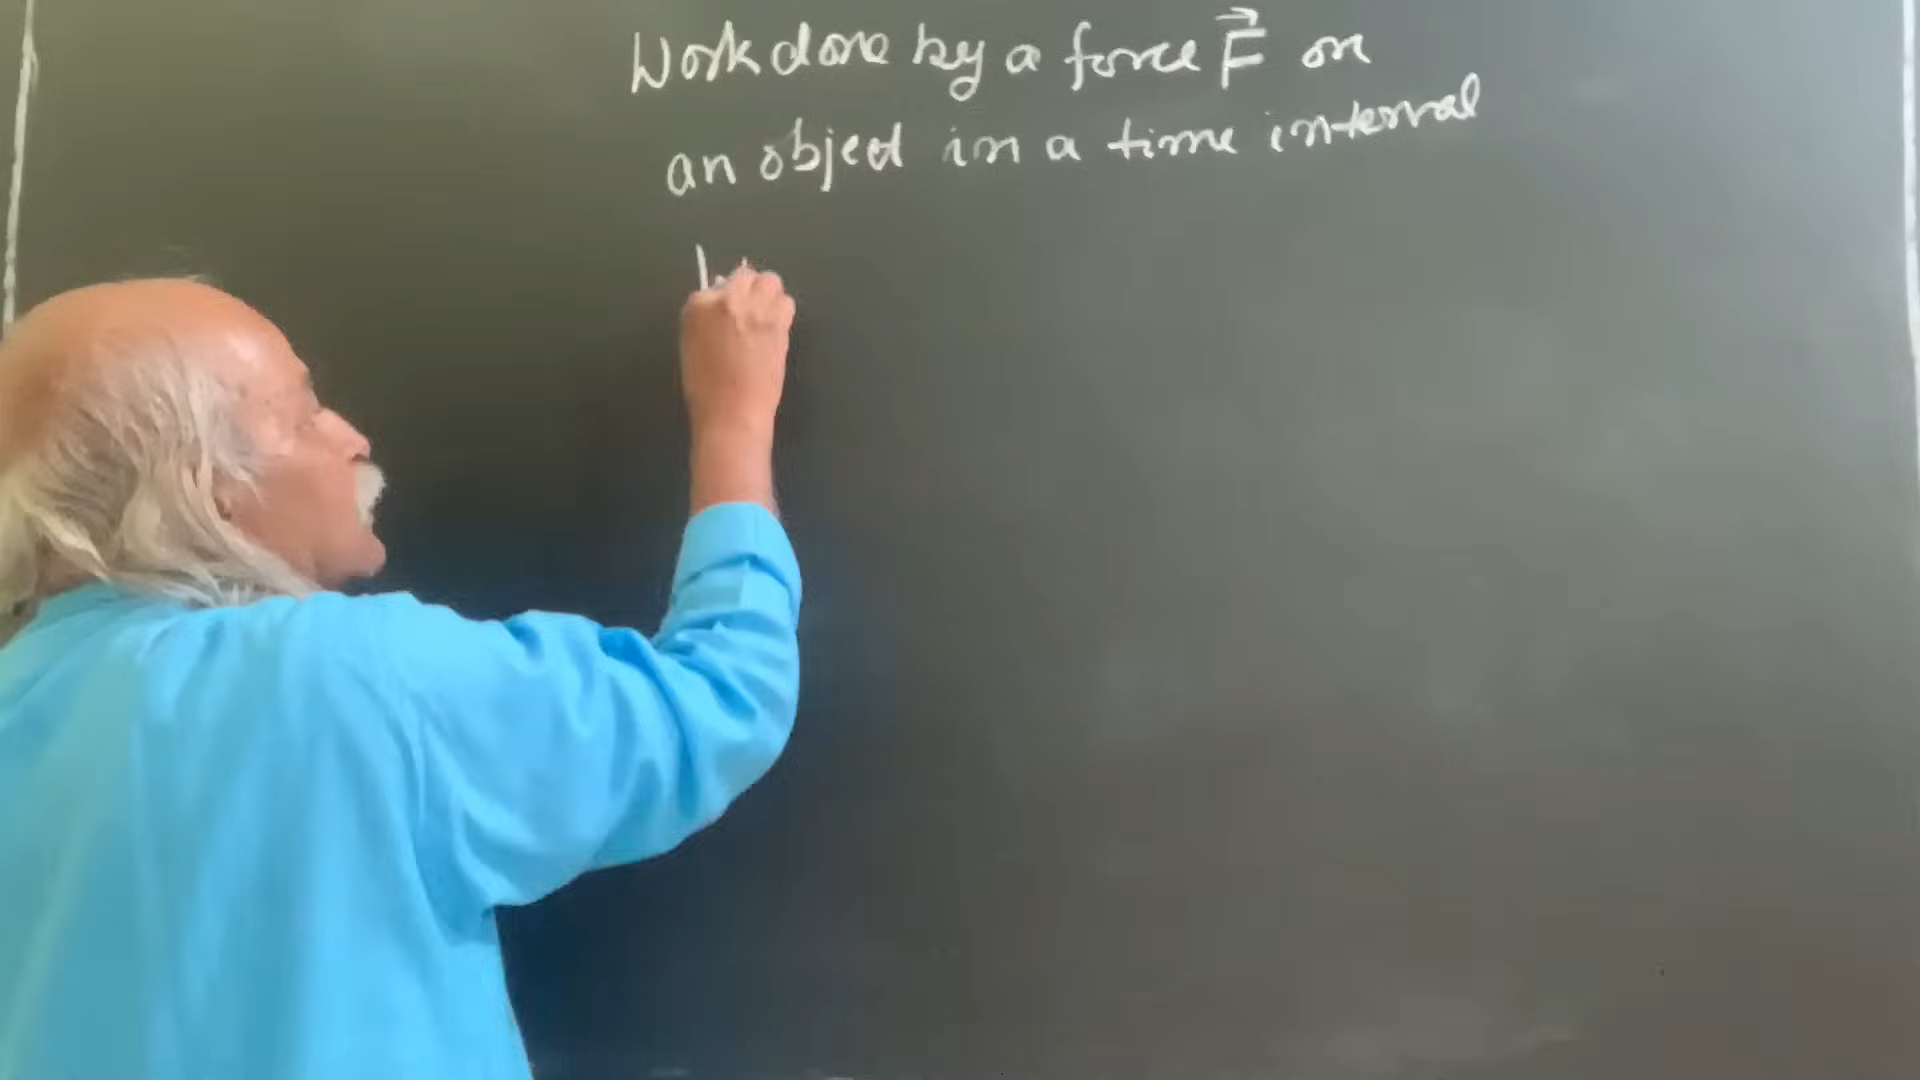 Work done by a force F⃗ on
an object in a time interval